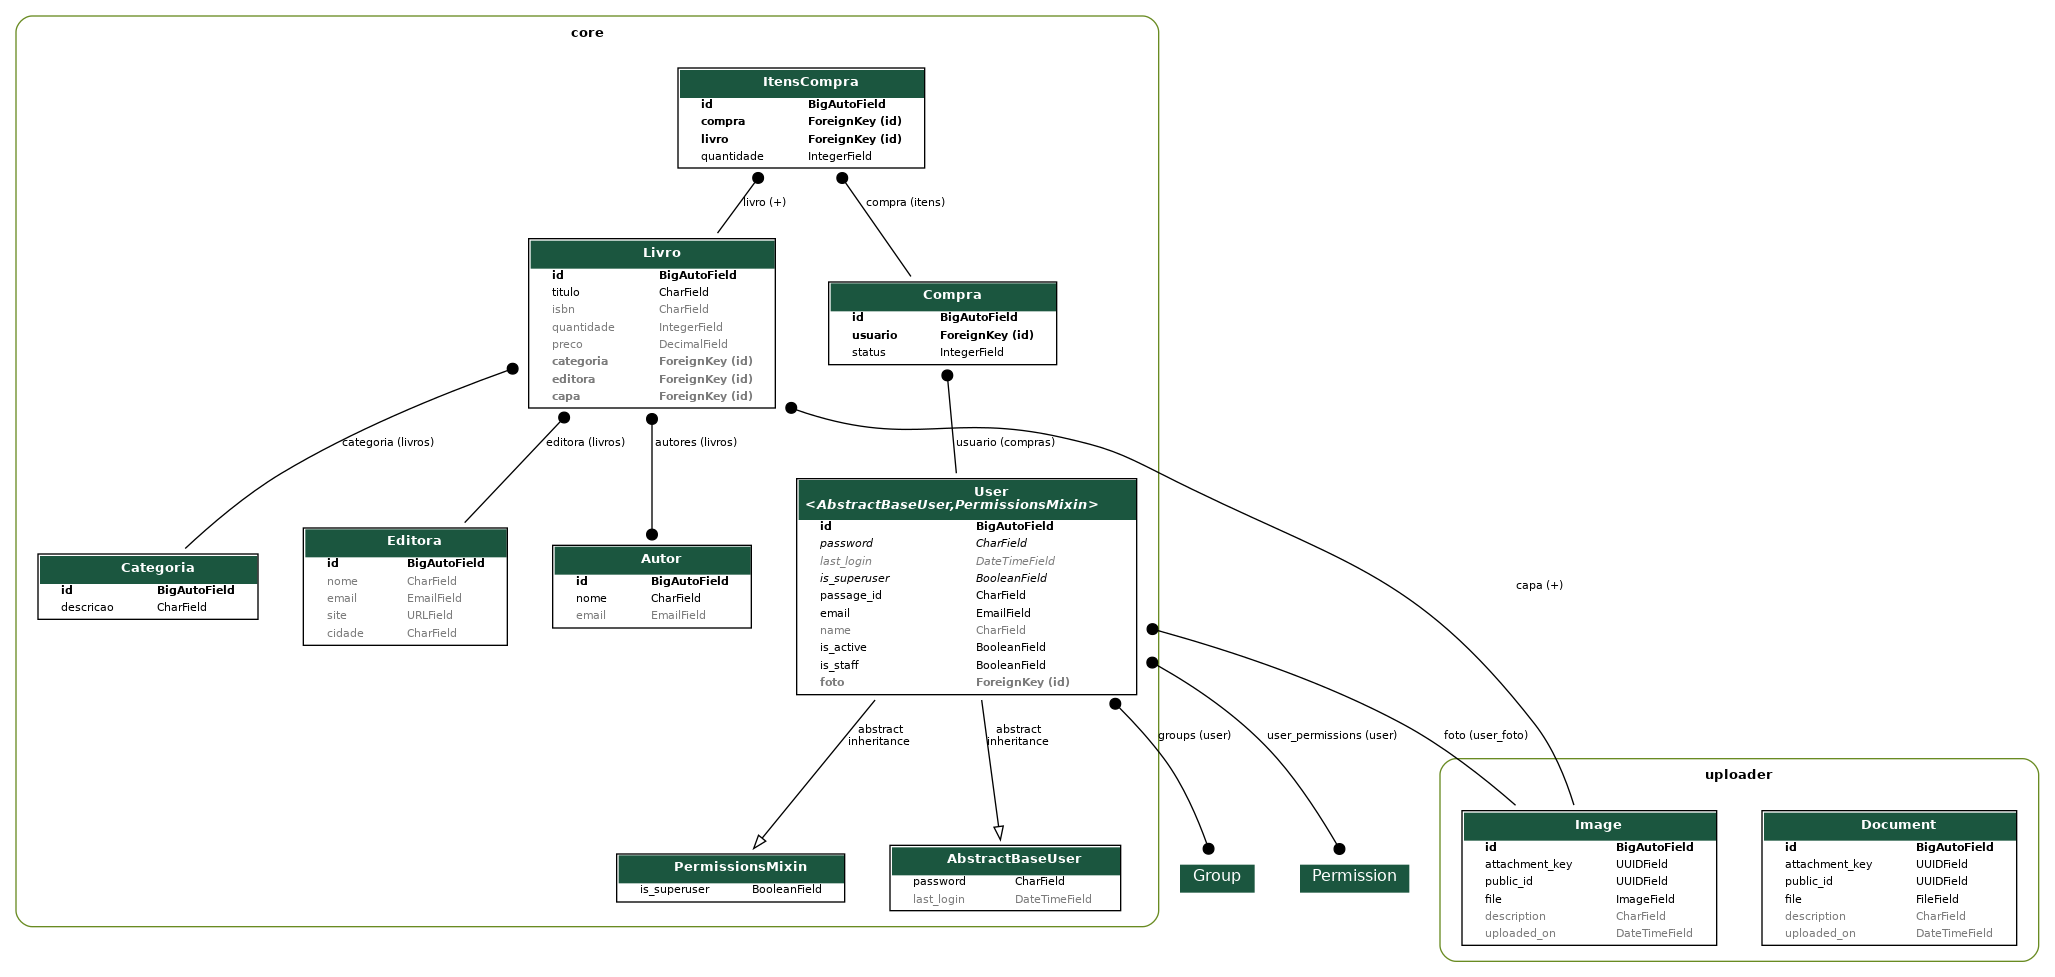 core
ItensCompra
id BigAutoField
compra ForeignKey (id)
livro ForeignKey (id)
quantidade IntegerField
livro (+)
compra (itens)
Livro
id BigAutoField
titulo CharField
isbn CharField
quantidade IntegerField
preco DecimalField
categoria ForeignKey (id)
editora ForeignKey (id)
capa ForeignKey (id)
Compra
id BigAutoField
usuario ForeignKey (id)
status IntegerField
categoria (livros)
editora (livros)
autores (livros)
usuario (compras)
capa (+)
Categoria
id BigAutoField
descricao CharField
Editora
id BigAutoField
nome CharField
email EmailField
site URLField
cidade CharField
Autor
id BigAutoField
nome CharField
email EmailField
User
<AbstractBaseUser,PermissionsMixin>
id BigAutoField
password CharField
last_login DateTimeField
is_superuser BooleanField
passage_id CharField
email EmailField
name CharField
is_active BooleanField
is_staff BooleanField
foto ForeignKey (id)
abstract
inheritance
abstract
inheritance
groups (user)
user_permissions (user)
foto (user_foto)
PermissionsMixin
is_superuser BooleanField
AbstractBaseUser
password CharField
last_login DateTimeField
Group
Permission
uploader
Image
id BigAutoField
attachment_key UUIDField
public_id UUIDField
file ImageField
description CharField
uploaded_on DateTimeField
Document
id BigAutoField
attachment_key UUIDField
public_id UUIDField
file FileField
description CharField
uploaded_on DateTimeField